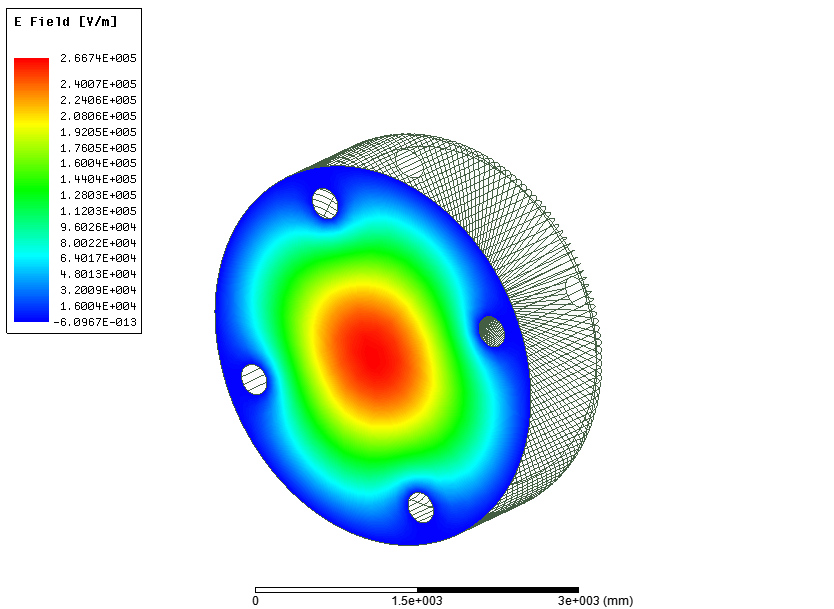 E Field [V/m]
2.6674E+005
2.4007E+005
2.2406E+005
2.0806E+005
1.9205E+005
1.7605E+005
1.6004E+005
1.4404E+005
1.2803E+005
1.1203E+005
9.6026E+004
8.0022E+004
6.4017E+004
4.8013E+004
3.2009E+004
1.6004E+004
-6.0967E-013
0 1.5e+003 3e+003 (mm)